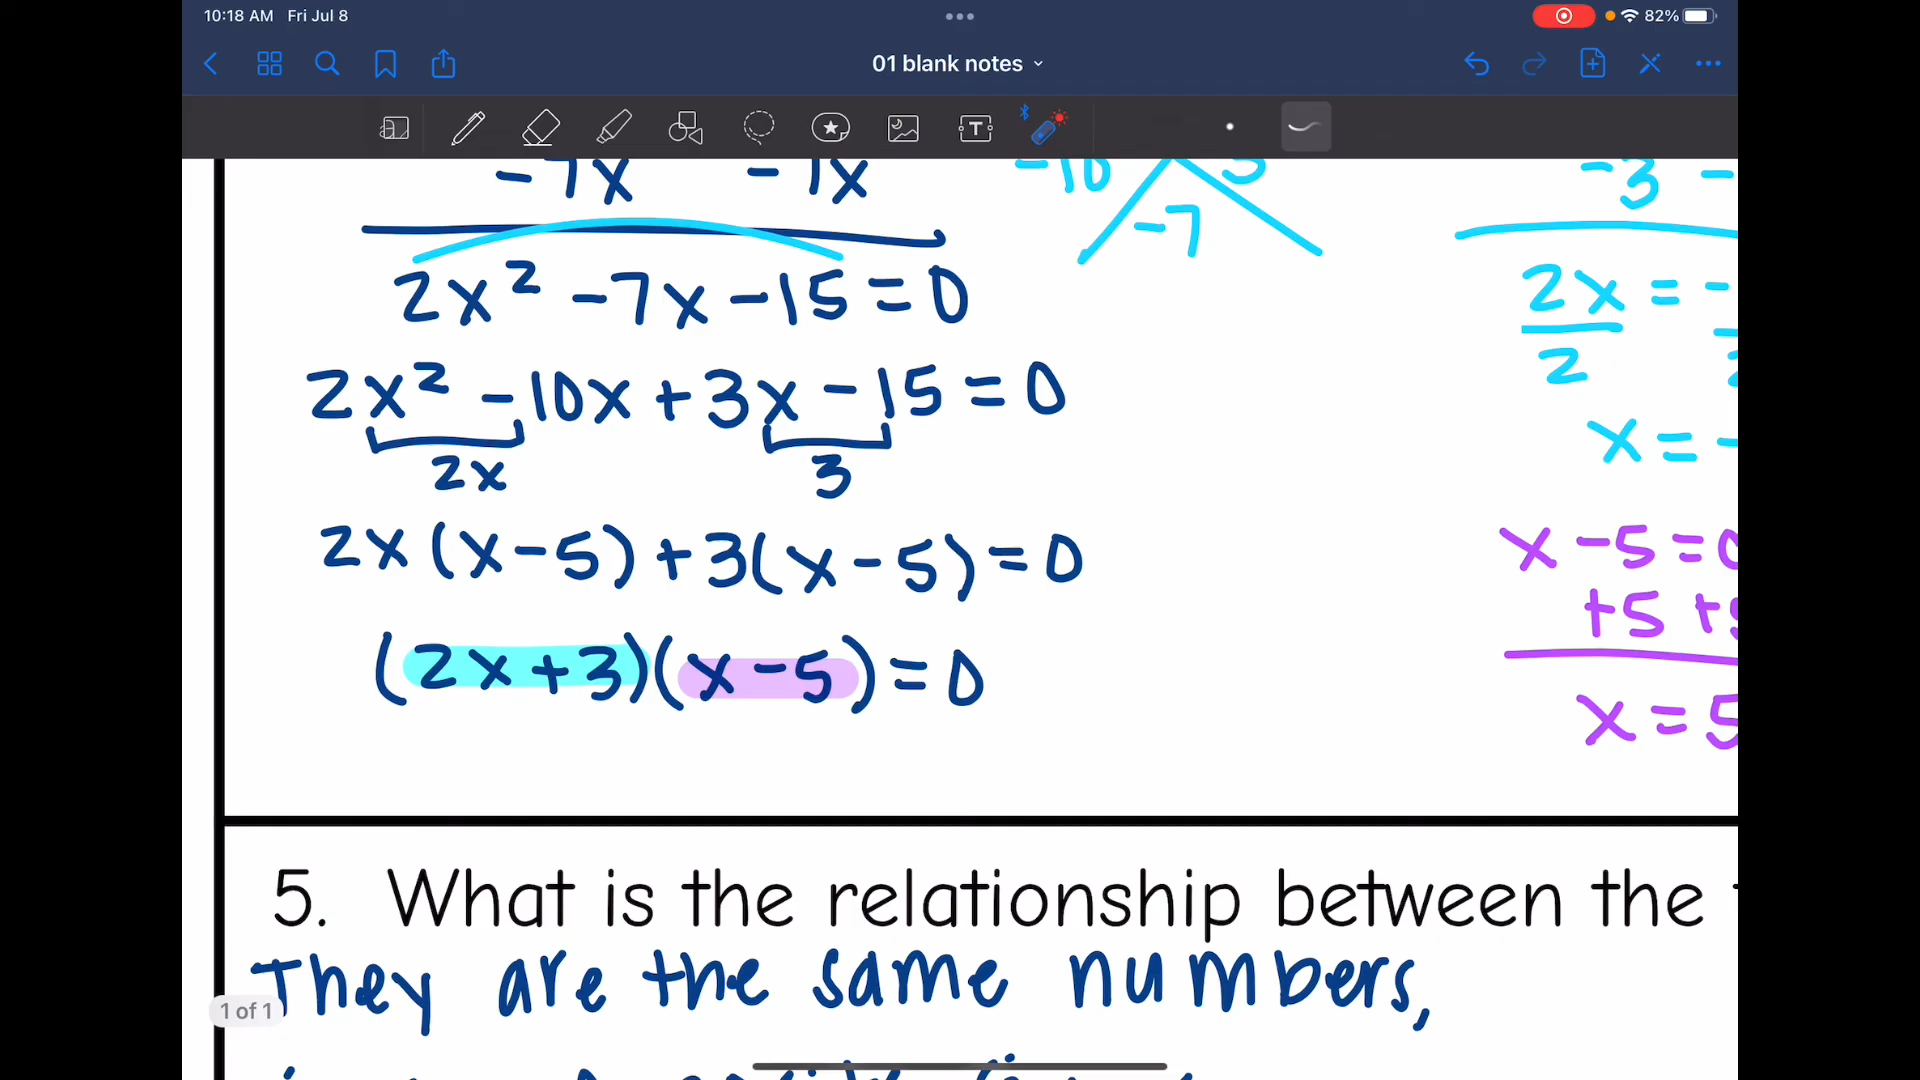 10:18 AM Fri Jul 8
82%
01 blank notes
T
-7x -7x
2x² -7x -15 = 0
2x² -10x + 3x -15 = 0
2x 3
2x (x-5) + 3(x-5) = 0
(2x+3)(x-5) = 0
-10 3
-7
-3 -
2x = -
2
x = -
x -5 = 0
+5 +5
x = 5
5. What is the relationship between the
They are the same numbers,
1 of 1